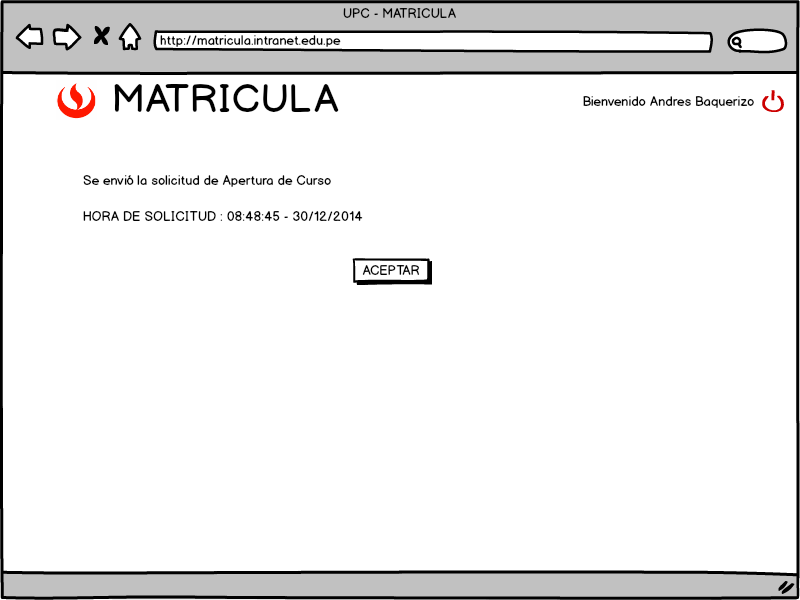 UPC - MATRICULA
http://matricula.intranet.edu.pe
MATRICULA
Bienvenido Andres Baquerizo
Se envió la solicitud de Apertura de Curso
HORA DE SOLICITUD : 08:48:45 - 30/12/2014
ACEPTAR